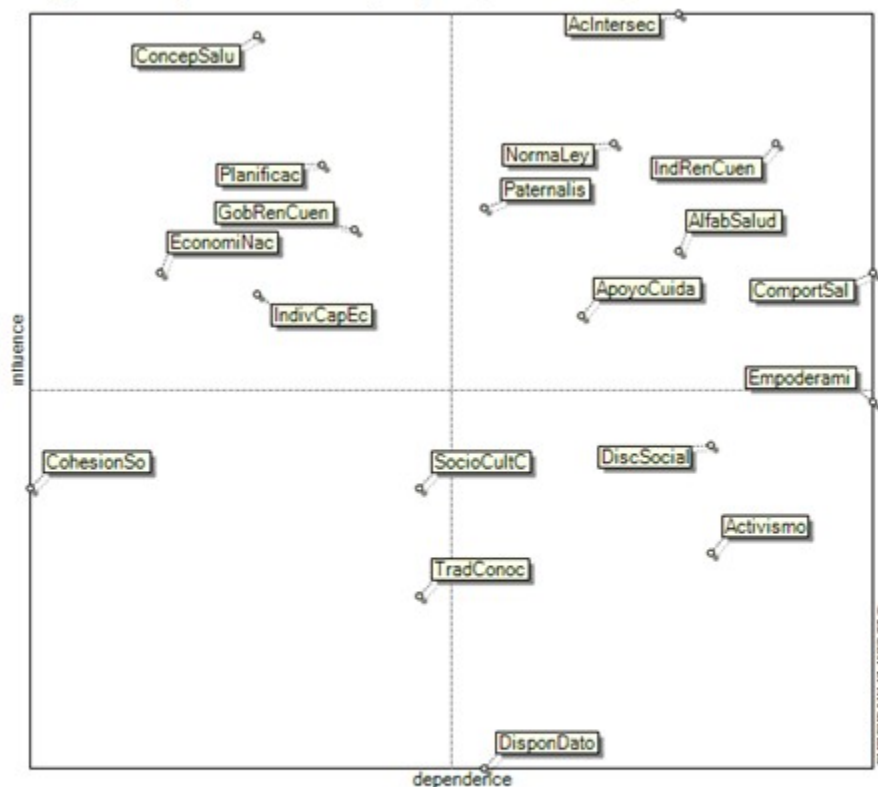 AcIntersec
ConcepSalu
NormaLey
IndRenCuen
Planificac
Paternalis
GobRenCuen
AlfabSalud
EconomiNac
ApoyoCuida
ComportSal
IndivCapEc
influence
Empoderami
CohesionSo
SocioCultC
DiscSocial
Activismo
TradConoc
DisponDato
dependence